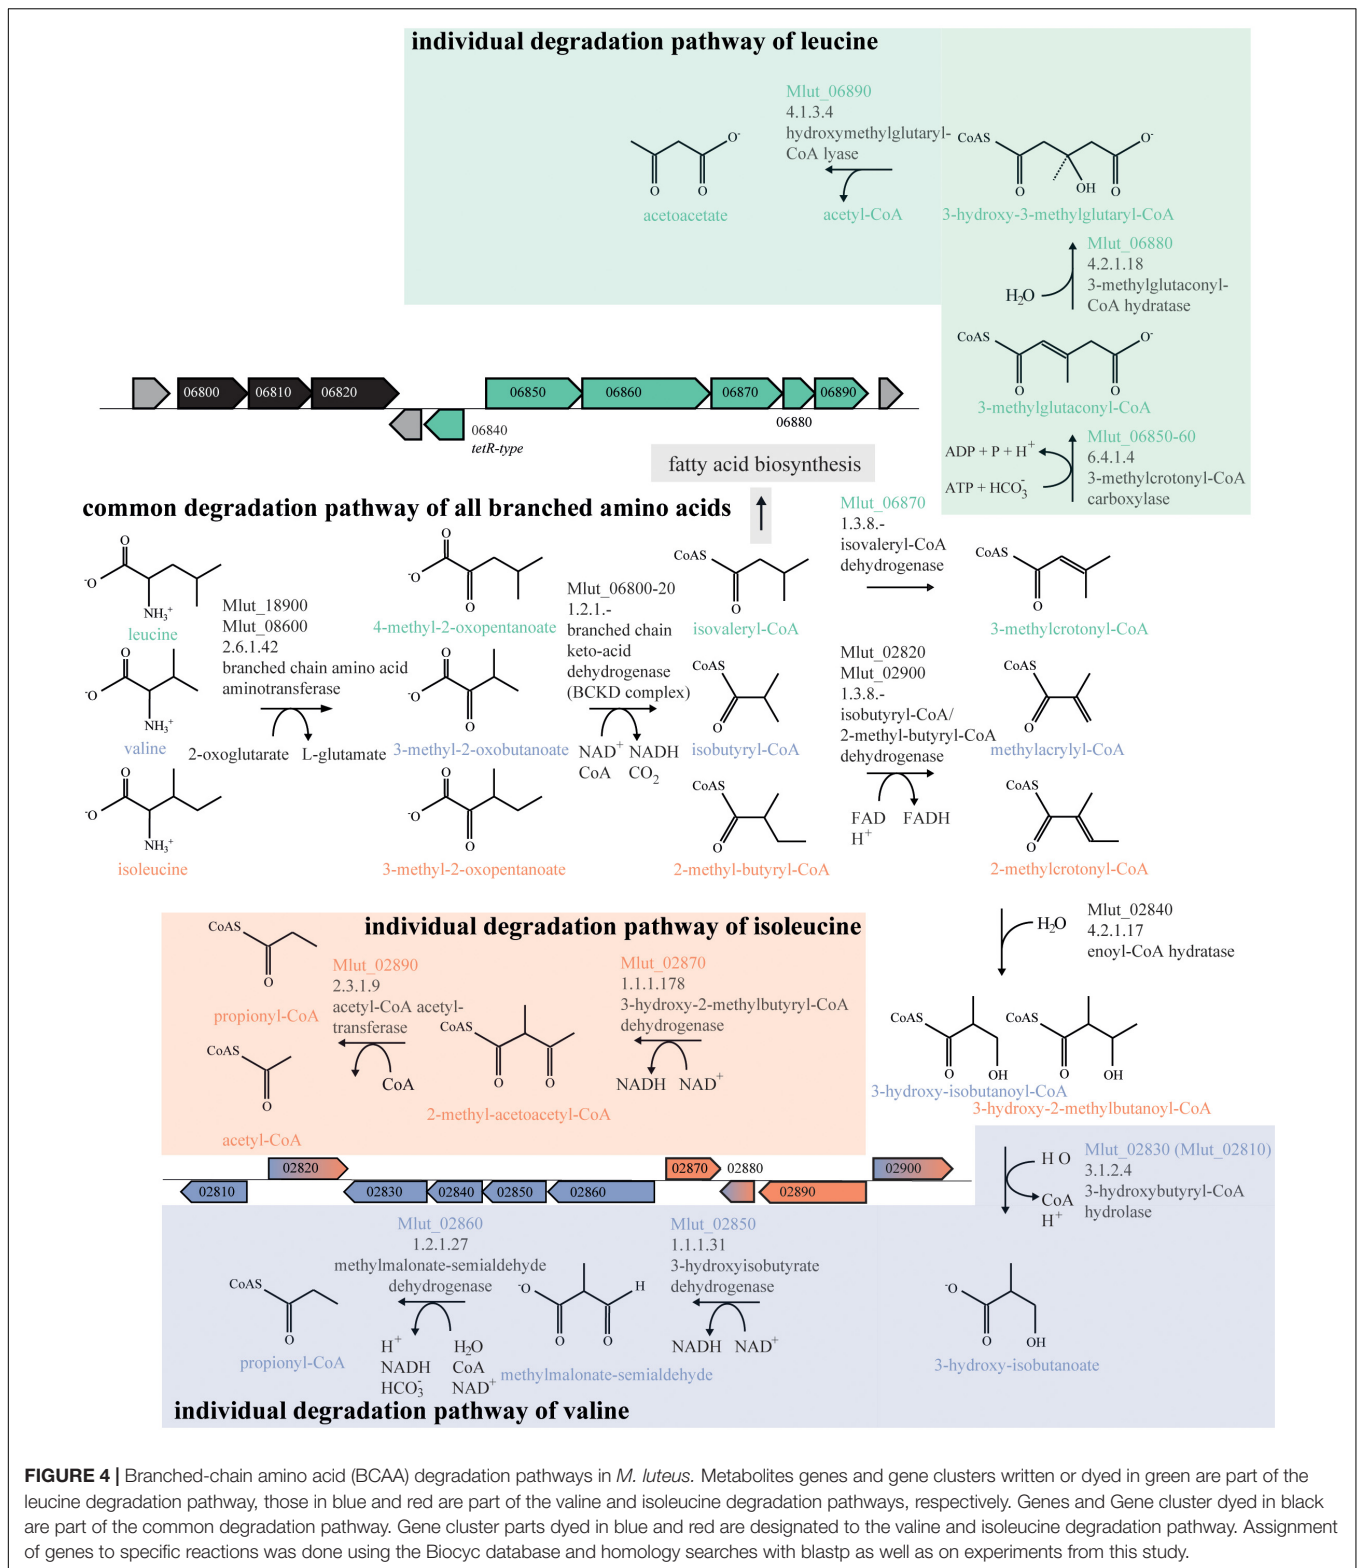 individual degradation pathway of leucine
Mlut_06890
4.1.3.4
hydroxymethylglutaryl-
CoA lyase
O-
O
O
acetoacetate
acetyl-CoA
CoAS
O-
O
OH
O
3-hydroxy-3-methylglutaryl-CoA
Mlut_06880
4.2.1.18
3-methylglutaconyl-
CoA hydratase
H2O
CoAS
O-
O
O
3-methylglutaconyl-CoA
06800
06810
06820
06850
06860
06870
06890
06880
06840
tetR-type
Mlut_06850-60
6.4.1.4
3-methylcrotonyl-CoA
carboxylase
ADP + P + H+
ATP + HCO3-
fatty acid biosynthesis
common degradation pathway of all branched amino acids
O
-O
NH3+
leucine
O
-O
NH3+
valine
O
-O
NH3+
isoleucine
Mlut_18900
Mlut_08600
2.6.1.42
branched chain amino acid
aminotransferase
2-oxoglutarate
L-glutamate
O
-O
O
4-methyl-2-oxopentanoate
O
-O
O
3-methyl-2-oxobutanoate
O
-O
O
3-methyl-2-oxopentanoate
Mlut_06800-20
1.2.1.-
branched chain
keto-acid
dehydrogenase
(BCKD complex)
NAD+ NADH
CoA CO2
CoAS
O
isovaleryl-CoA
CoAS
O
isobutyryl-CoA
CoAS
O
2-methyl-butyryl-CoA
Mlut_06870
1.3.8.-
isovaleryl-CoA
dehydrogenase
Mlut_02820
Mlut_02900
1.3.8.-
isobutyryl-CoA/
2-methyl-butyryl-CoA
dehydrogenase
FAD FADH
H+
CoAS
O
3-methylcrotonyl-CoA
CoAS
O
methylacrylyl-CoA
CoAS
O
2-methylcrotonyl-CoA
H2O
Mlut_02840
4.2.1.17
enoyl-CoA hydratase
CoAS
O
OH
3-hydroxy-isobutanoyl-CoA
CoAS
O
OH
3-hydroxy-2-methylbutanoyl-CoA
individual degradation pathway of isoleucine
CoAS
O
propionyl-CoA
CoAS
O
acetyl-CoA
Mlut_02890
2.3.1.9
acetyl-CoA acetyl-
transferase
CoA
CoAS
O
O
2-methyl-acetoacetyl-CoA
Mlut_02870
1.1.1.178
3-hydroxy-2-methylbutyryl-CoA
dehydrogenase
NADH NAD+
02820
02870
02880
02900
02810
02830
02840
02850
02860
02890
H O
CoA
H+
Mlut_02830 (Mlut_02810)
3.1.2.4
3-hydroxybutyryl-CoA
hydrolase
Mlut_02860
1.2.1.27
methylmalonate-semialdehyde
dehydrogenase
CoAS
O
propionyl-CoA
H+ H2O
NADH CoA
HCO3- NAD+
-O
H
O
O
methylmalonate-semialdehyde
Mlut_02850
1.1.1.31
3-hydroxyisobutyrate
dehydrogenase
NADH NAD+
-O
O
OH
3-hydroxy-isobutanoate
individual degradation pathway of valine
FIGURE 4 | Branched-chain amino acid (BCAA) degradation pathways in M. luteus. Metabolites genes and gene clusters written or dyed in green are part of the
leucine degradation pathway, those in blue and red are part of the valine and isoleucine degradation pathways, respectively. Genes and Gene cluster dyed in black
are part of the common degradation pathway. Gene cluster parts dyed in blue and red are designated to the valine and isoleucine degradation pathway. Assignment
of genes to specific reactions was done using the Biocyc database and homology searches with blastp as well as on experiments from this study.